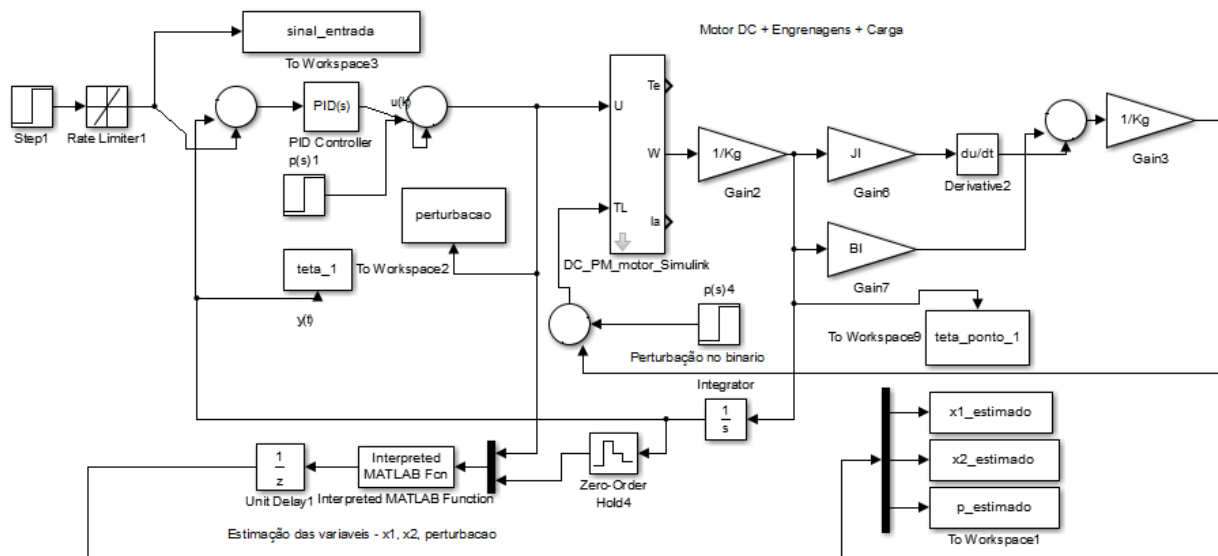 sinal_entrada
To Workspace3
Motor DC + Engrenagens + Carga
Step1
Rate Limiter1
PID(s)
PID Controller
u(k)
p(s)1
perturbacao
To Workspace2
teta_1
y(t)
U
TL
Te
W
Ia
DC_PM_motor_Simulink
1/Kg
Gain2
JI
Gain6
du/dt
Derivative2
1/Kg
Gain3
BI
Gain7
p(s)4
Perturbação no binario
To Workspace9
teta_ponto_1
Integrator
1
s
1
z
Unit Delay1
Interpreted
MATLAB Fcn
Interpreted MATLAB Function
Zero-Order
Hold4
x1_estimado
x2_estimado
p_estimado
To Workspace1
Estimação das variaveis - x1, x2, perturbacao